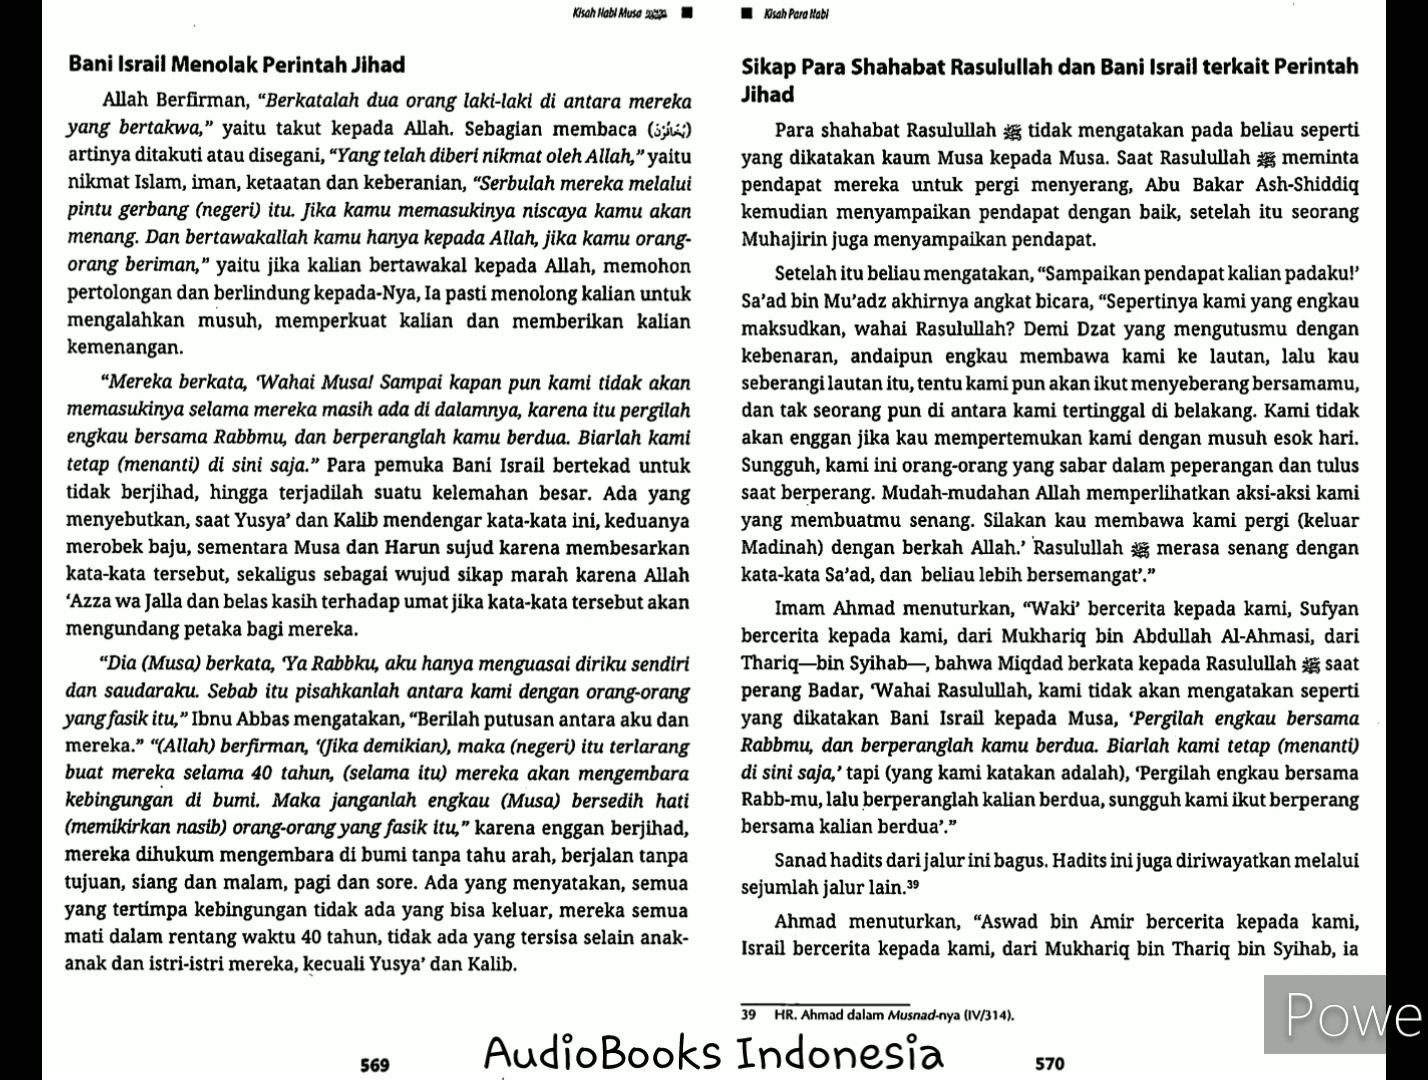 Kisah Nabi Musa
Bani Israil Menolak Perintah Jihad
Allah Berfirman, “Berkatalah dua orang laki-laki di antara mereka
yang bertakwa,” yaitu takut kepada Allah. Sebagian membaca
artinya ditakuti atau disegani, “Yang telah diberi nikmat oleh Allah,” yaitu
nikmat Islam, iman, ketaatan dan keberanian, “Serbulah mereka melalui
pintu gerbang (negeri) itu. Jika kamu memasukinya niscaya kamu akan
menang. Dan bertawakallah kamu hanya kepada Allah, jika kamu orang-
orang beriman,” yaitu jika kalian bertawakal kepada Allah, memohon
pertolongan dan berlindung kepada-Nya, Ia pasti menolong kalian untuk
mengalahkan musuh, memperkuat kalian dan memberikan kalian
kemenangan.
“Mereka berkata, ‘Wahai Musa! Sampai kapan pun kami tidak akan
memasukinya selama mereka masih ada di dalamnya, karena itu pergilah
engkau bersama Rabbmu, dan berperanglah kamu berdua. Biarlah kami
tetap (menanti) di sini saja.” Para pemuka Bani Israil bertekad untuk
tidak berjihad, hingga terjadilah suatu kelemahan besar. Ada yang
menyebutkan, saat Yusya’ dan Kalib mendengar kata-kata ini, keduanya
merobek baju, sementara Musa dan Harun sujud karena membesarkan
kata-kata tersebut, sekaligus sebagai wujud sikap marah karena Allah
‘Azza wa Jalla dan belas kasih terhadap umat jika kata-kata tersebut akan
mengundang petaka bagi mereka.
“Dia (Musa) berkata, ‘Ya Rabbku, aku hanya menguasai diriku sendiri
dan saudaraku. Sebab itu pisahkanlah antara kami dengan orang-orang
yang fasik itu,” Ibnu Abbas mengatakan, “Berilah putusan antara aku dan
mereka.” “(Allah) berfirman, ‘(Jika demikian), maka (negeri) itu terlarang
buat mereka selama 40 tahun, (selama itu) mereka akan mengembara
kebingungan di bumi. Maka janganlah engkau (Musa) bersedih hati
(memikirkan nasib) orang-orang yang fasik itu,” karena enggan berjihad,
mereka dihukum mengembara di bumi tanpa tahu arah, berjalan tanpa
tujuan, siang dan malam, pagi dan sore. Ada yang menyatakan, semua
yang tertimpa kebingungan tidak ada yang bisa keluar, mereka semua
mati dalam rentang waktu 40 tahun, tidak ada yang tersisa selain anak-
anak dan istri-istri mereka, kecuali Yusya’ dan Kalib.
569
Kisah Para Nabi
Sikap Para Shahabat Rasulullah dan Bani Israil terkait Perintah
Jihad
Para shahabat Rasulullah ﷺ tidak mengatakan pada beliau seperti
yang dikatakan kaum Musa kepada Musa. Saat Rasulullah ﷺ meminta
pendapat mereka untuk pergi menyerang, Abu Bakar Ash-Shiddiq
kemudian menyampaikan pendapat dengan baik, setelah itu seorang
Muhajirin juga menyampaikan pendapat.
Setelah itu beliau mengatakan, “Sampaikan pendapat kalian padaku!’
Sa’ad bin Mu’adz akhirnya angkat bicara, “Sepertinya kami yang engkau
maksudkan, wahai Rasulullah? Demi Dzat yang mengutusmu dengan
kebenaran, andaipun engkau membawa kami ke lautan, lalu kau
seberangi lautan itu, tentu kami pun akan ikut menyeberang bersamamu,
dan tak seorang pun di antara kami tertinggal di belakang. Kami tidak
akan enggan jika kau mempertemukan kami dengan musuh esok hari.
Sungguh, kami ini orang-orang yang sabar dalam peperangan dan tulus
saat berperang. Mudah-mudahan Allah memperlihatkan aksi-aksi kami
yang membuatmu senang. Silakan kau membawa kami pergi (keluar
Madinah) dengan berkah Allah.’ Rasulullah ﷺ merasa senang dengan
kata-kata Sa’ad, dan beliau lebih bersemangat’.”
Imam Ahmad menuturkan, “Waki’ bercerita kepada kami, Sufyan
bercerita kepada kami, dari Mukhariq bin Abdullah Al-Ahmasi, dari
Thariq—bin Syihab—, bahwa Miqdad berkata kepada Rasulullah ﷺ saat
perang Badar, ‘Wahai Rasulullah, kami tidak akan mengatakan seperti
yang dikatakan Bani Israil kepada Musa, ‘Pergilah engkau bersama
Rabbmu, dan berperanglah kamu berdua. Biarlah kami tetap (menanti)
di sini saja,’ tapi (yang kami katakan adalah), ‘Pergilah engkau bersama
Rabb-mu, lalu berperanglah kalian berdua, sungguh kami ikut berperang
bersama kalian berdua’.”
Sanad hadits dari jalur ini bagus. Hadits ini juga diriwayatkan melalui
sejumlah jalur lain.³⁹
Ahmad menuturkan, “Aswad bin Amir bercerita kepada kami,
Israil bercerita kepada kami, dari Mukhariq bin Thariq bin Syihab, ia
39 HR. Ahmad dalam Musnad-nya (IV/314).
570
AudioBooks Indonesia
Powe